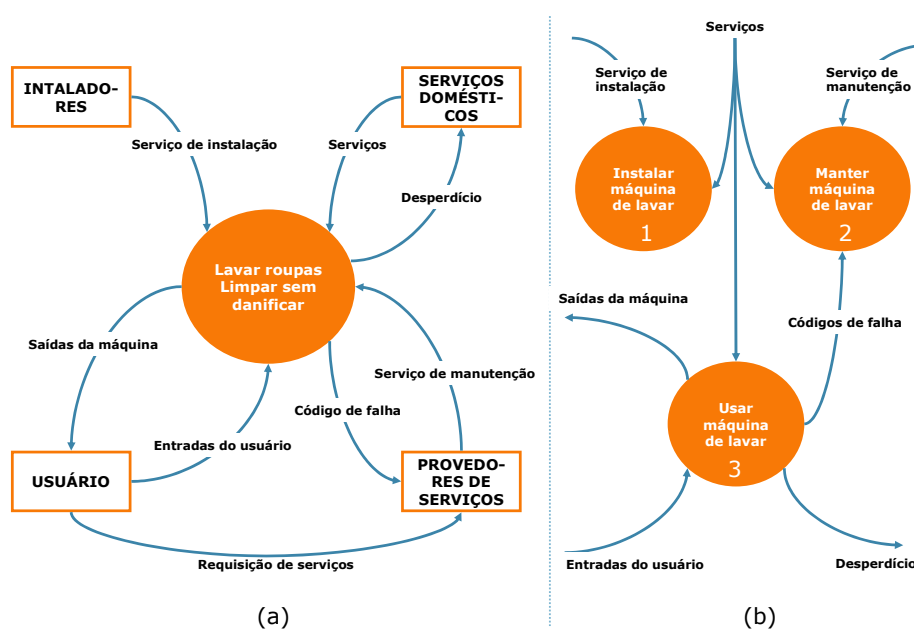 INTALADO-
RES
SERVIÇOS
DOMÉSTI-
COS
Serviço de instalação
Serviços
Desperdício
Lavar roupas
Limpar sem
danificar
Saídas da máquina
Serviço de manutenção
Código de falha
Entradas do usuário
USUÁRIO
PROVEDO-
RES DE
SERVIÇOS
Requisição de serviços
(a)
Serviços
Serviço de
instalação
Serviço de
manutenção
Instalar
máquina
de lavar
1
Manter
máquina
de lavar
2
Saídas da máquina
Códigos de falha
Usar
máquina
de lavar
3
Entradas do usuário
Desperdício
(b)